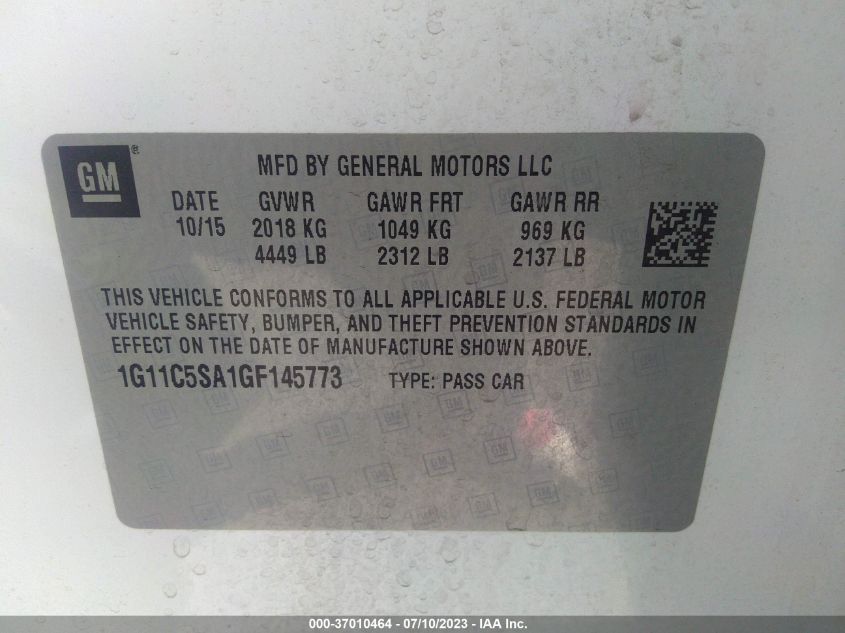 GM®
MFD BY GENERAL MOTORS LLC
DATE GVWR GAWR FRT GAWR RR
10/15 2018 KG 1049 KG 969 KG
4449 LB 2312 LB 2137 LB
THIS VEHICLE CONFORMS TO ALL APPLICABLE U.S. FEDERAL MOTOR
VEHICLE SAFETY, BUMPER, AND THEFT PREVENTION STANDARDS IN
EFFECT ON THE DATE OF MANUFACTURE SHOWN ABOVE.
1G11C5SA1GF145773 TYPE: PASS CAR
000-37010464 - 07/10/2023 - IAA Inc.